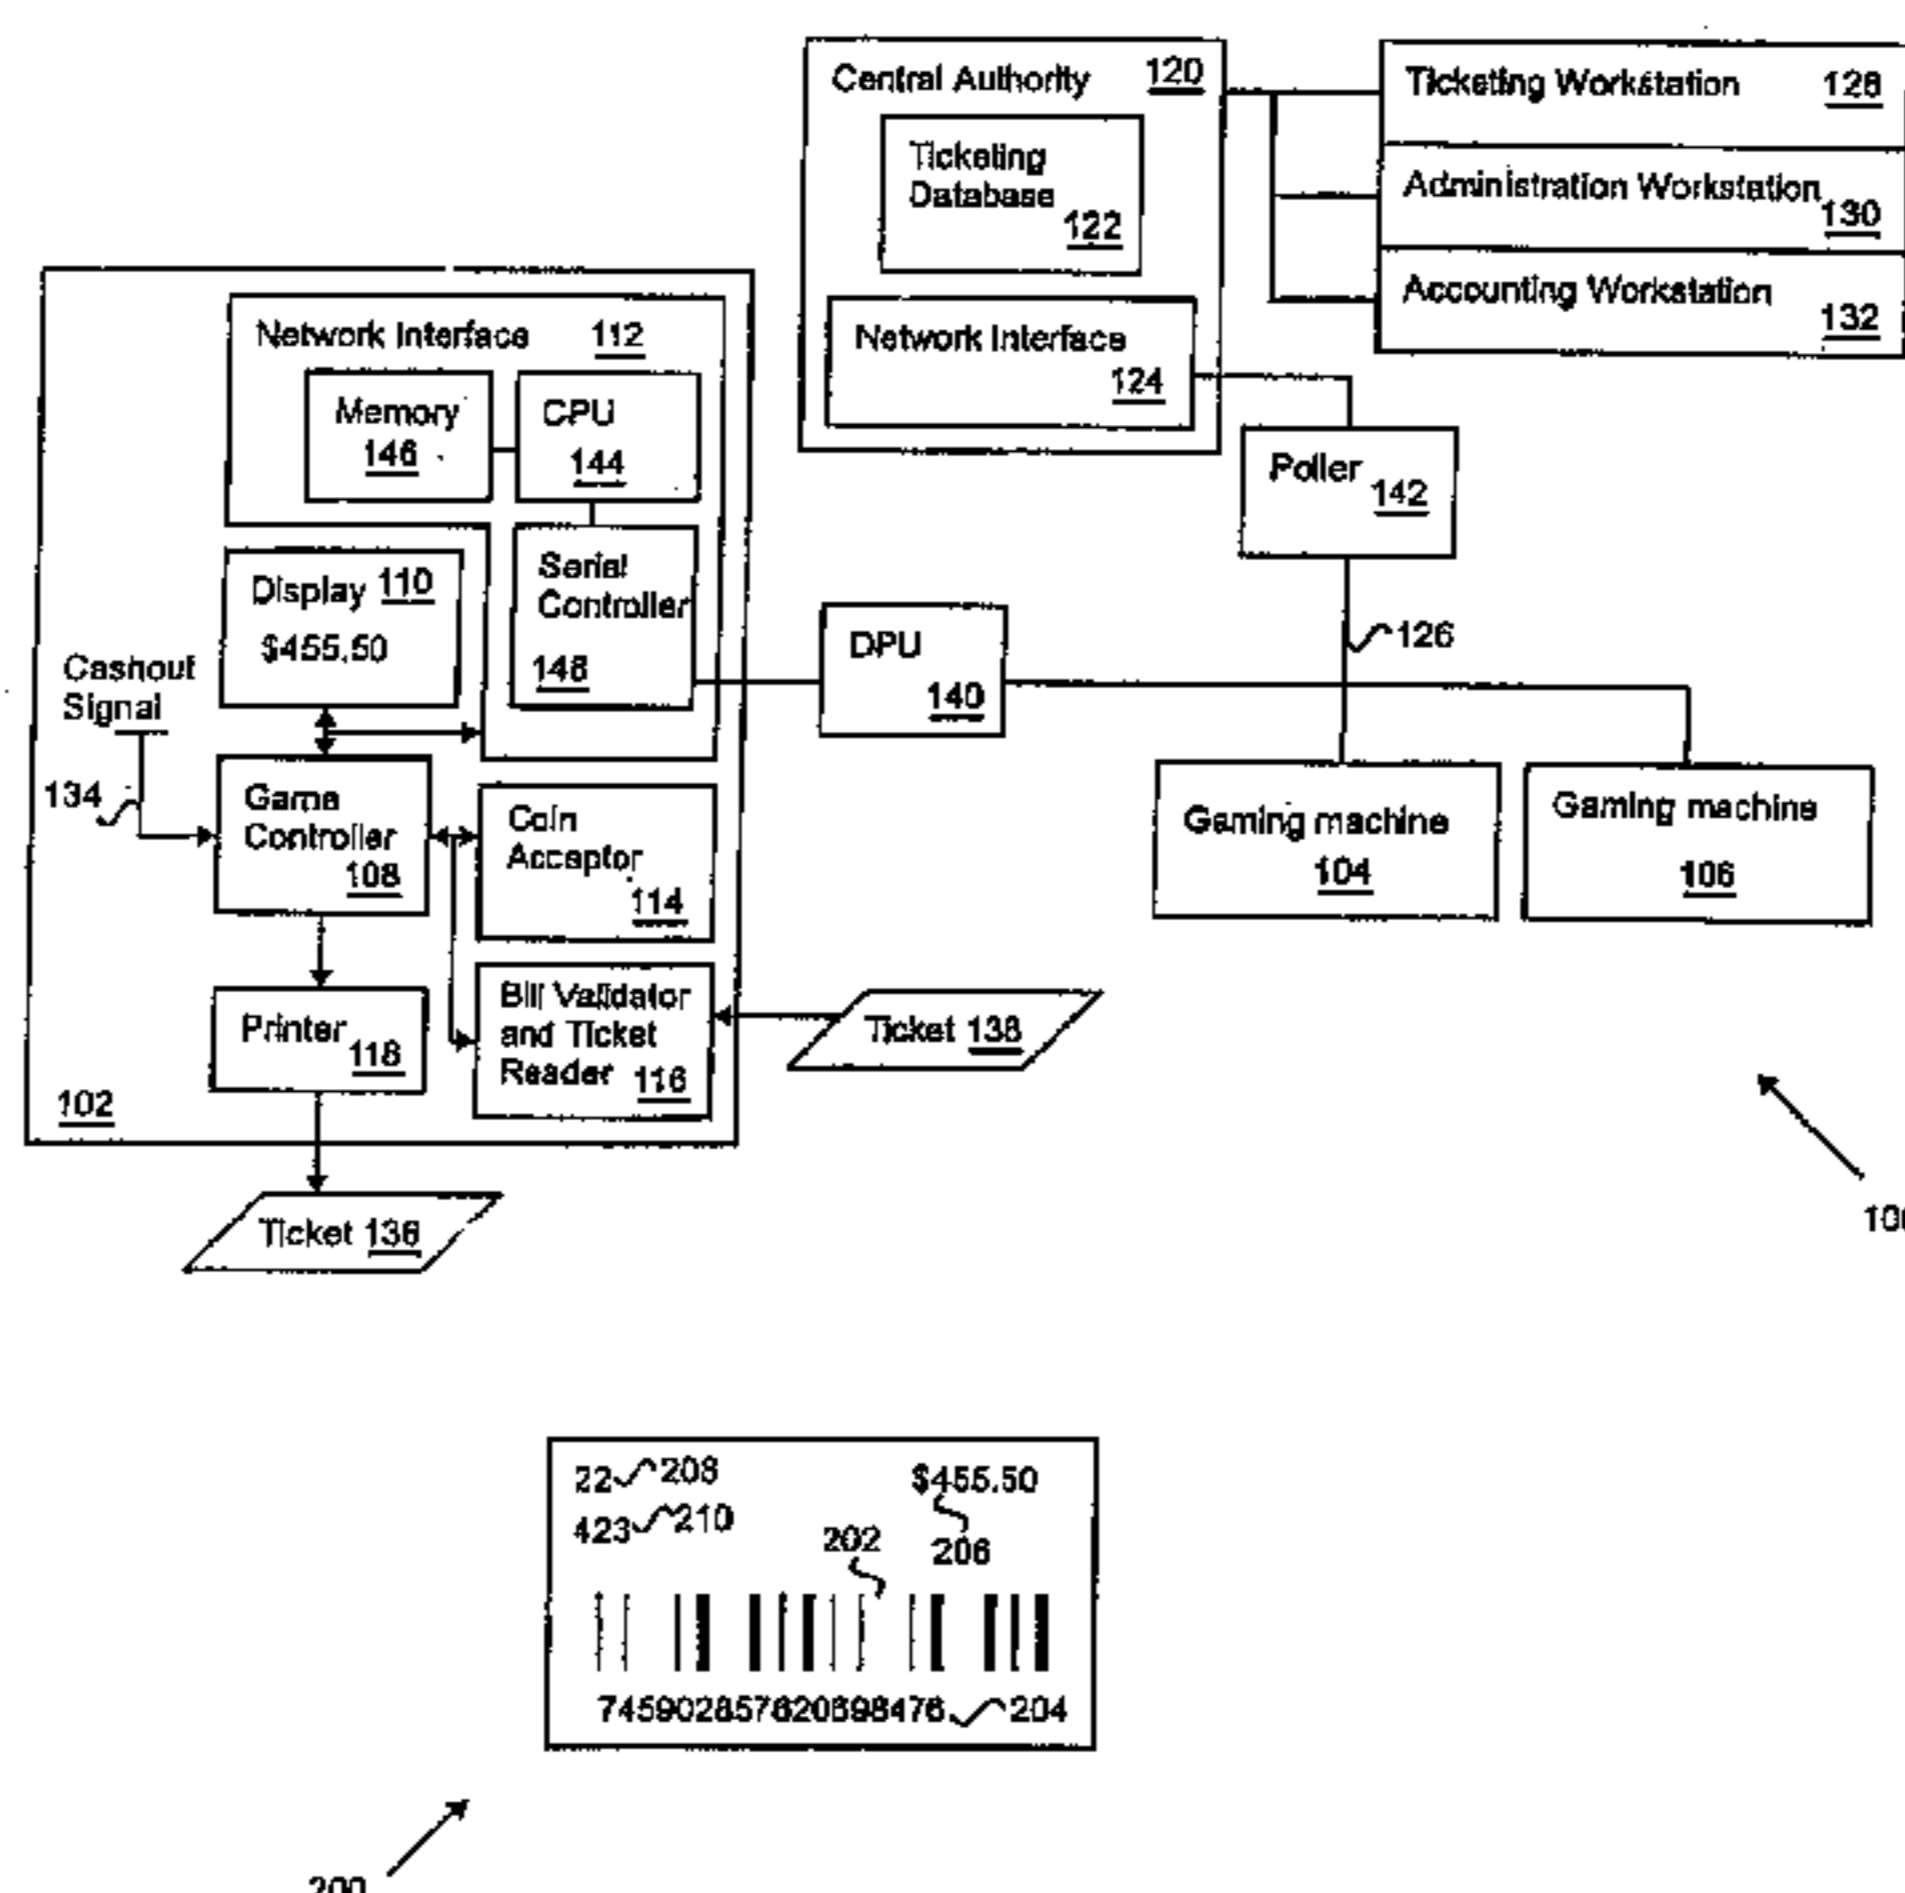 Central Authority 120
Ticketing
Database
122
Network Interface
124
Ticketing Workstation 128
Administration Workstation
130
Accounting Workstation
132
Network Interface 112
Memory
146
CPU
144
Serial
Controller
148
Display 110
$455.50
Cashout
Signal
134
Game
Controller
108
Coin
Acceptor
114
Printer
118
Bill Validator
and Ticket
Reader 116
102
Ticket 136
Ticket 138
DPU
140
Poller
142
126
Gaming machine
104
Gaming machine
106
22 208
$455.50
423 210
202
206
745902857620698476 204
200